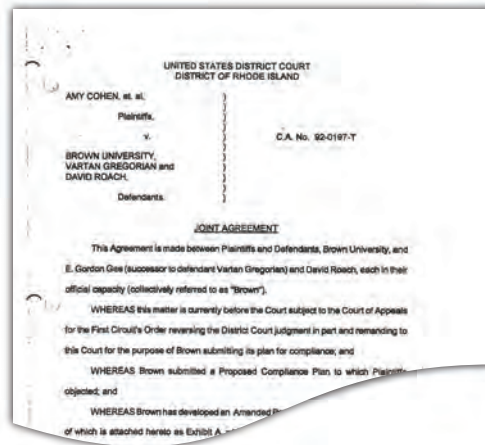 UNITED STATES DISTRICT COURT
DISTRICT OF RHODE ISLAND
AMY COHEN, et. al.
Plaintiffs,
v.
C.A. No. 92-0197-T
BROWN UNIVERSITY,
VARTAN GREGORIAN and
DAVID ROACH,
Defendants.
JOINT AGREEMENT
This Agreement is made between Plaintiffs and Defendants, Brown University, and
E. Gordon Gee (successor to defendant Vartan Gregorian) and David Roach, each in their
official capacity (collectively referred to as "Brown").
WHEREAS this matter is currently before the Court subject to the Court of Appeals
for the First Circuit's Order reversing the District Court judgment in part and remanding to
this Court for the purpose of Brown submitting its plan for compliance; and
WHEREAS Brown submitted a Proposed Compliance Plan to which Plaintiffs
objected; and
WHEREAS Brown has developed an Amended
of which is attached hereto as Exhibit A